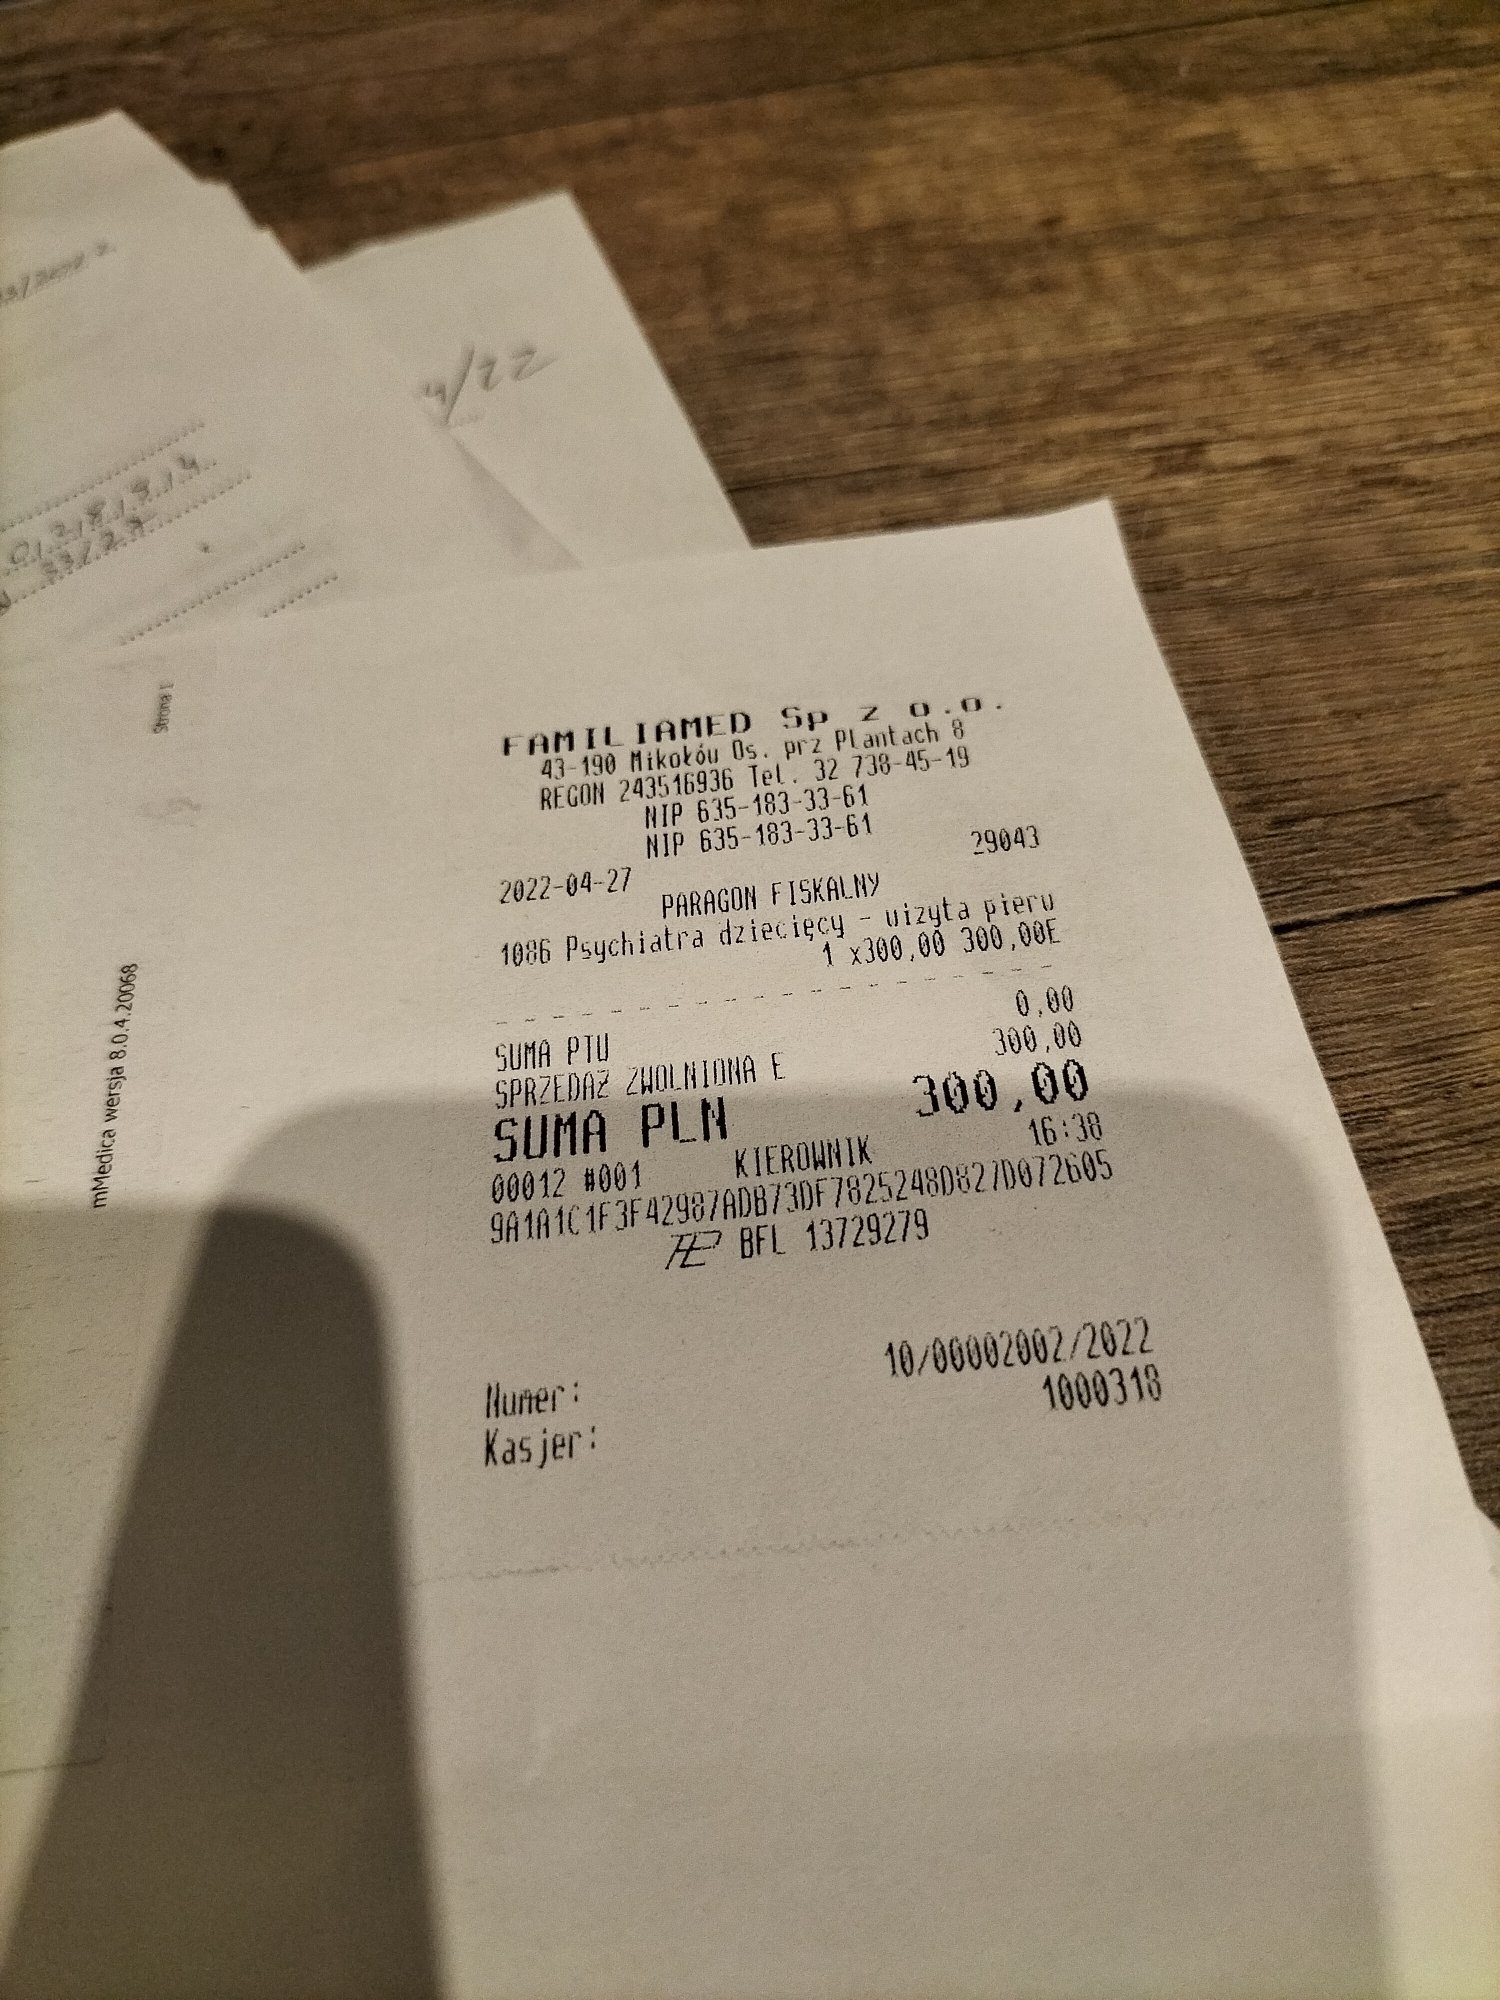 /22
Strona 1
mMedica wersja 8.0.4.20068
FAMILIAMED Sp z o.o.
43-190 Mikołów Os. prz Plantach 8
REGON 243516936 Tel. 32 738-45-19
NIP 635-183-33-61
NIP 635-183-33-61
2022-04-27 29043
PARAGON FISKALNY
1086 Psychiatra dziecięcy - wizyta pierw
1 x300,00 300,00E
SUMA PTU 0,00
SPRZEDAŻ ZWOLNIONA E 300,00
SUMA PLN 300,00
00012 #001 KIEROWNIK 16:38
9A1A1C1F3F42987ADB73DF7825248D827D072605
BFL 13729279
Numer: 10/00002002/2022
Kasjer: 1000318